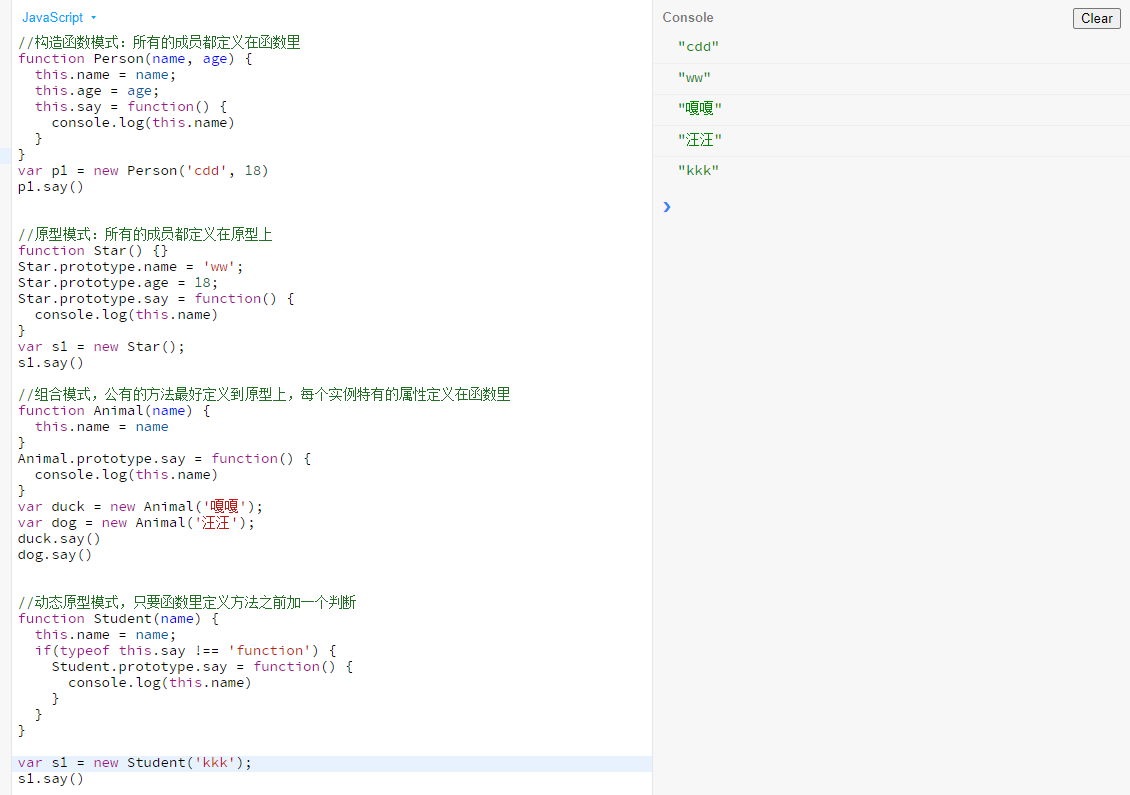 JavaScript
//构造函数模式：所有的成员都定义在函数里
function Person(name, age) {
this.name = name;
this.age = age;
this.say = function() {
console.log(this.name)
}
}
var p1 = new Person('cdd', 18)
p1.say()
//原型模式：所有的成员都定义在原型上
function Star() {}
Star.prototype.name = 'ww';
Star.prototype.age = 18;
Star.prototype.say = function() {
console.log(this.name)
}
var s1 = new Star();
s1.say()
//组合模式，公有的方法最好定义到原型上，每个实例特有的属性定义在函数里
function Animal(name) {
this.name = name
}
Animal.prototype.say = function() {
console.log(this.name)
}
var duck = new Animal('嘎嘎');
var dog = new Animal('汪汪');
duck.say()
dog.say()
//动态原型模式，只要函数里定义方法之前加一个判断
function Student(name) {
this.name = name;
if(typeof this.say !== 'function') {
Student.prototype.say = function() {
console.log(this.name)
}
}
}
var s1 = new Student('kkk');
s1.say()
Console
Clear
"cdd"
"ww"
"嘎嘎"
"汪汪"
"kkk"